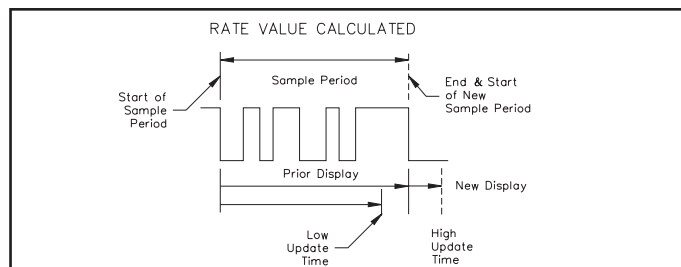 RATE VALUE CALCULATED
Sample Period
Start of
Sample
Period
End & Start
of New
Sample Period
Prior Display
New Display
Low
Update
Time
High
Update
Time